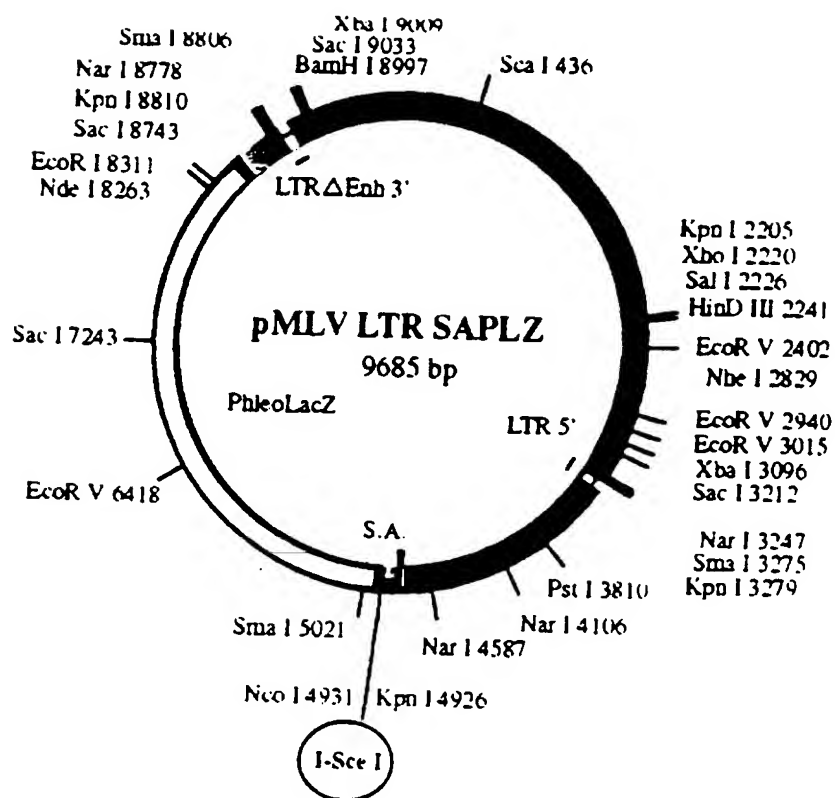 Xba I 9009
Sma I 8806
Sac I 9033
Nar I 8778
BamH I 8997
Sca I 436
Kpn I 8810
Sac I 8743
EcoR I 8311
Nde I 8263
LTR Δ Enh 3'
Kpn I 2205
Xho I 2220
Sal I 2226
HinD III 2241
pMLV LTR SAPLZ
9685 bp
Sac I 7243
EcoR V 2402
Nhe I 2829
PhleoLacZ
LTR 5'
EcoR V 2940
EcoR V 3015
Xba I 3096
Sac I 3212
EcoR V 6418
S.A.
Nar I 3247
Sma I 3275
Kpn I 3279
Pst I 3810
Nar I 4106
Sma I 5021
Nar I 4587
Nco I 4931
Kpn I 4926
I-Sce I